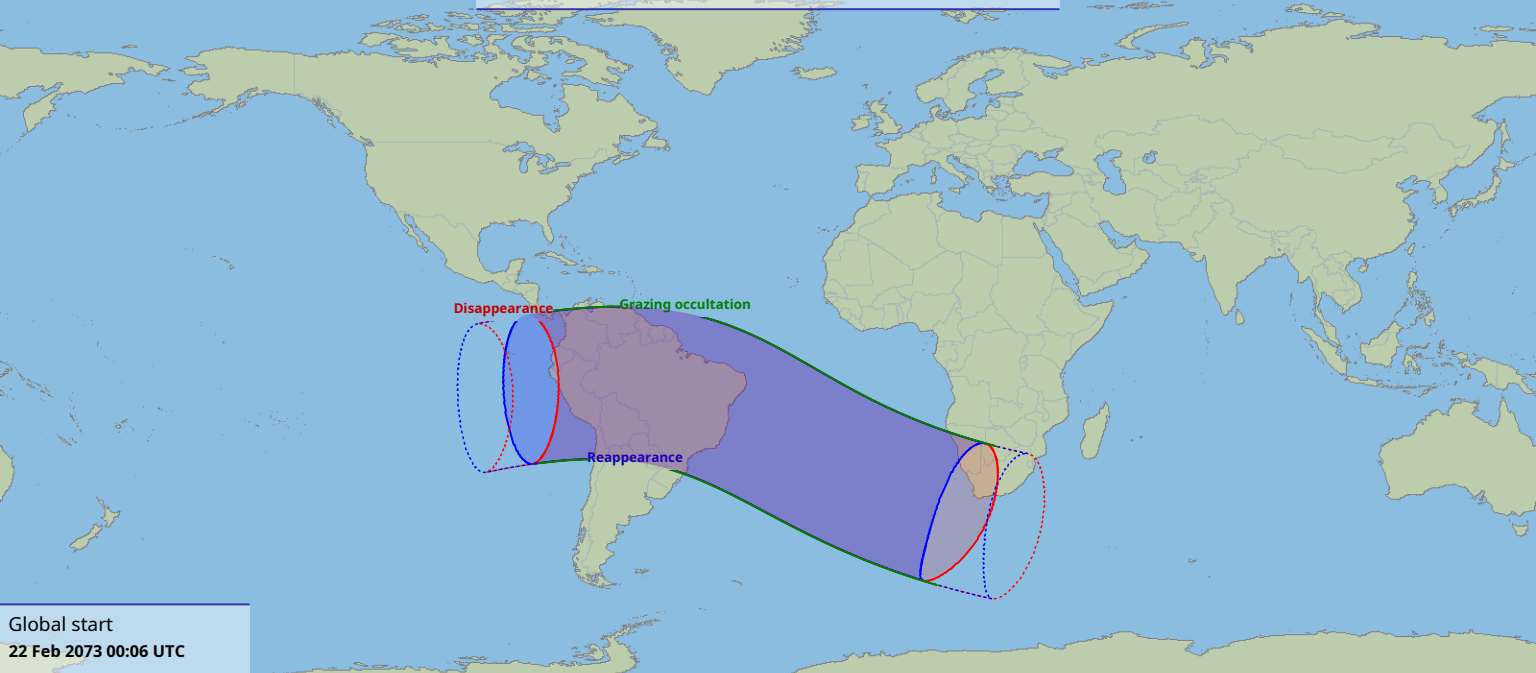 Grazing occultation
Disappearance
Reappearance
Global start
22 Feb 2073 00:06 UTC